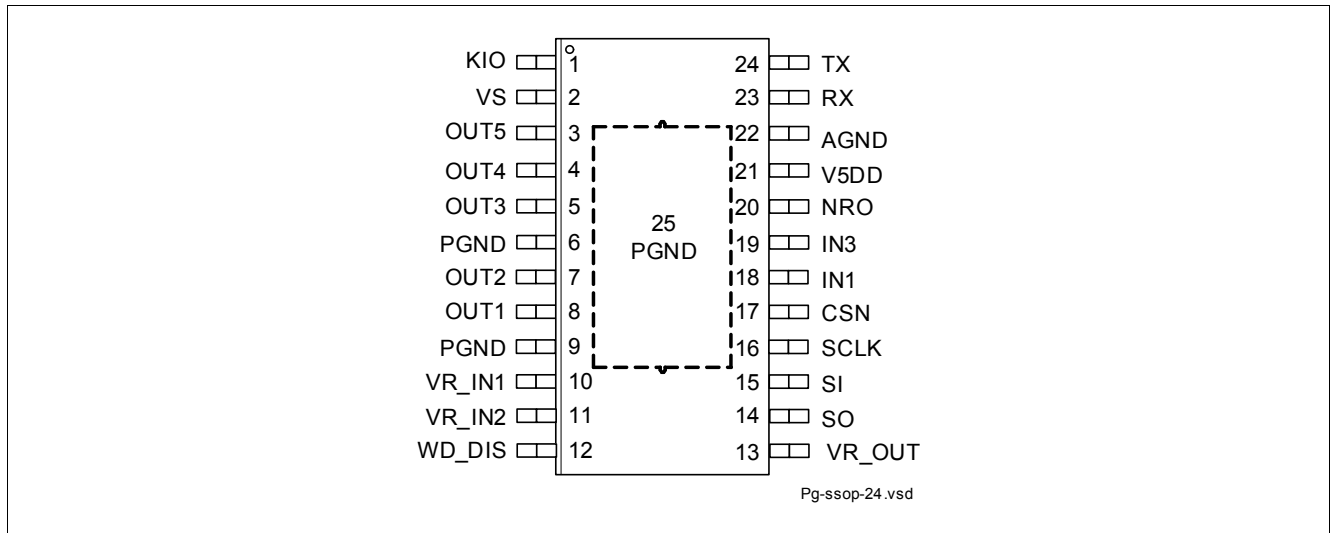 KIO 1 24 TX
VS 2 23 RX
OUT5 3 22 AGND
OUT4 4 21 V5DD
OUT3 5 20 NRO
PGND 6 19 IN3
OUT2 7 18 IN1
OUT1 8 17 CSN
PGND 9 16 SCLK
VR_IN1 10 15 SI
VR_IN2 11 14 SO
WD_DIS 12 13 VR_OUT
25
PGND
Pg-ssop-24.vsd